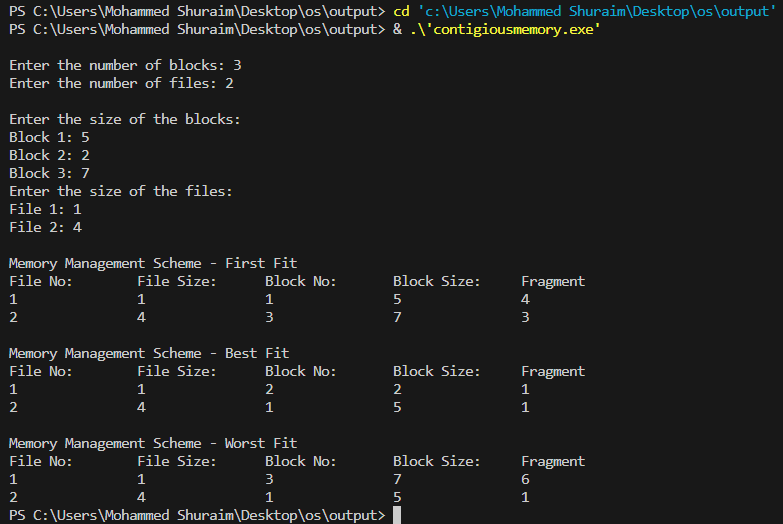 PS C:\Users\Mohammed Shuraim\Desktop\os\output> cd 'c:\Users\Mohammed Shuraim\Desktop\os\output'
PS C:\Users\Mohammed Shuraim\Desktop\os\output> & .\'contigiousmemory.exe'
Enter the number of blocks: 3
Enter the number of files: 2
Enter the size of the blocks:
Block 1: 5
Block 2: 2
Block 3: 7
Enter the size of the files:
File 1: 1
File 2: 4
Memory Management Scheme - First Fit
File No: File Size: Block No: Block Size: Fragment
1 1 1 5 4
2 4 3 7 3
Memory Management Scheme - Best Fit
File No: File Size: Block No: Block Size: Fragment
1 1 2 2 1
2 4 1 5 1
Memory Management Scheme - Worst Fit
File No: File Size: Block No: Block Size: Fragment
1 1 3 7 6
2 4 1 5 1
PS C:\Users\Mohammed Shuraim\Desktop\os\output>